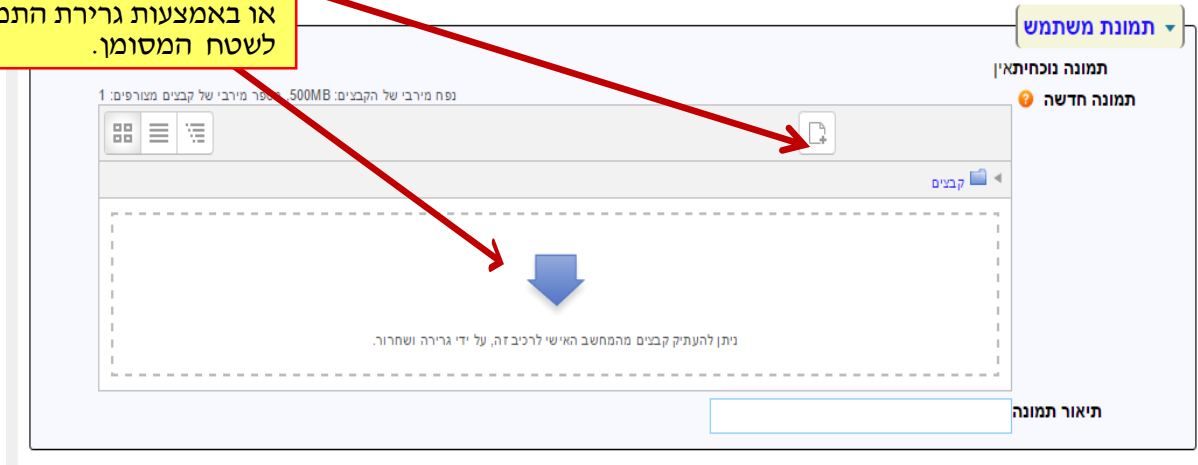 או באמצעות גרירת
לשטח המסומן.
תמונת משתמש
תמונה נוכחית אין
תמונה חדשה
נפח מירבי של הקבצים: 500MB, מספר מירבי של קבצים מצורפים: 1
קבצים
ניתן להעתיק קבצים מהמחשב האישי לרכיב זה, על ידי גרירה ושחרור.
תיאור תמונה